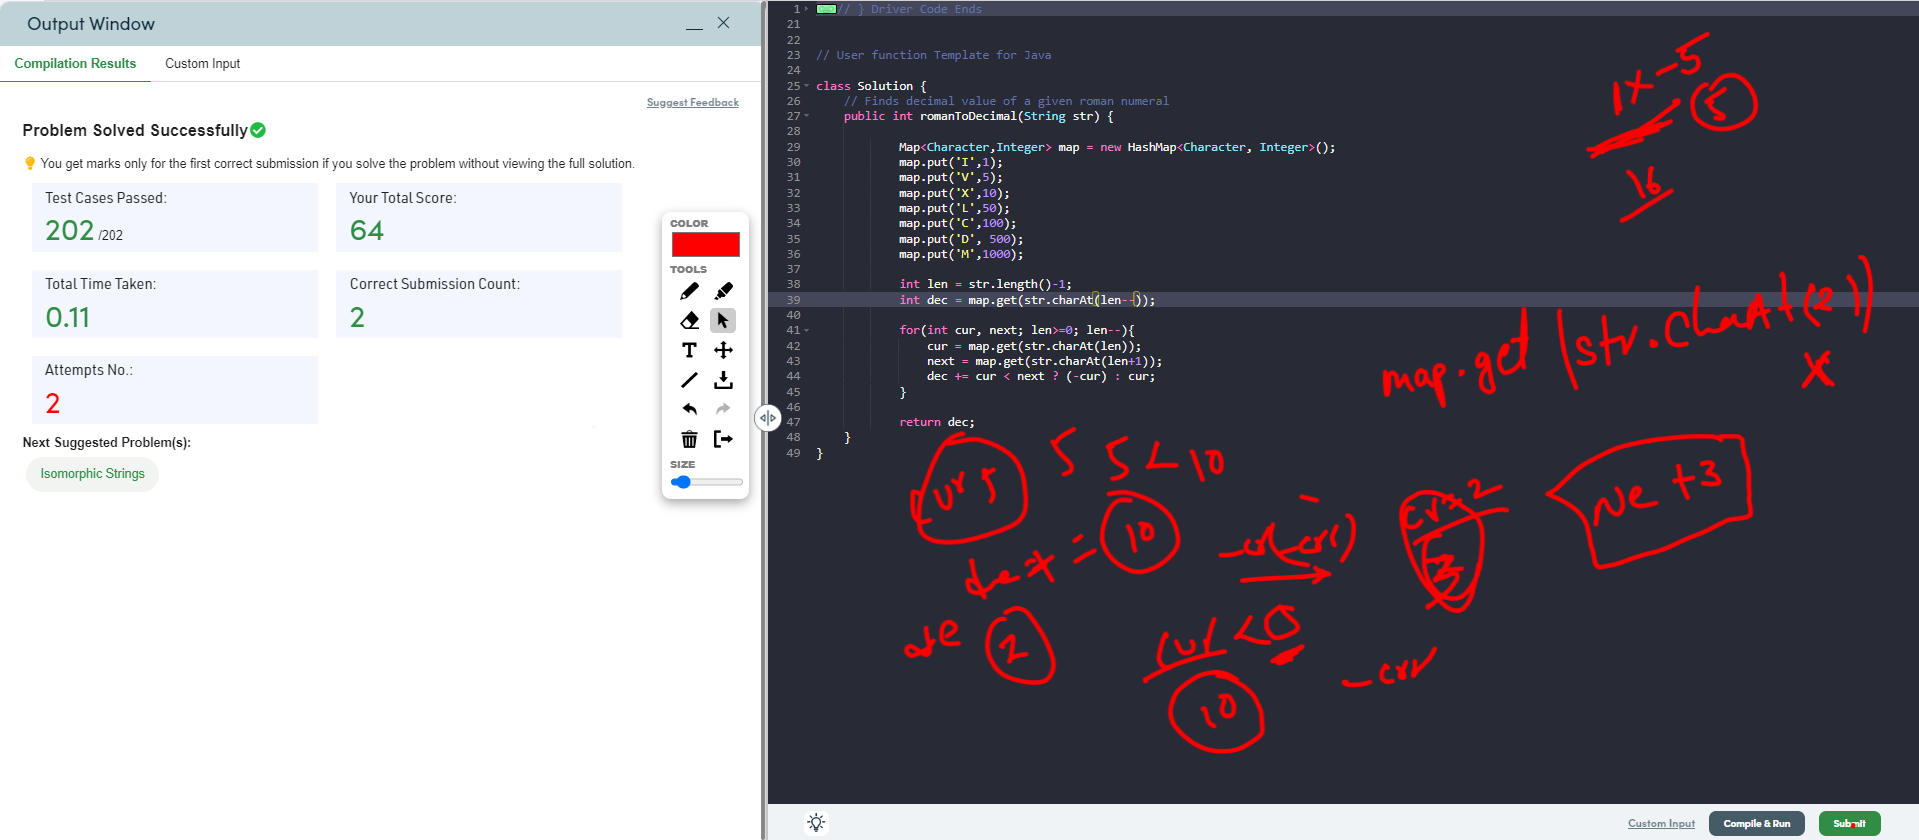 Output Window
Compilation Results
Custom Input
Suggest Feedback
Problem Solved Successfully
You get marks only for the first correct submission if you solve the problem without viewing the full solution.
Test Cases Passed:
202 /202
Your Total Score:
64
Total Time Taken:
0.11
Correct Submission Count:
2
Attempts No.:
2
Next Suggested Problem(s):
Isomorphic Strings
COLOR
TOOLS
T
SIZE
1 // } Driver Code Ends
21
22
23 // User function Template for Java
24
25 class Solution {
26 // Finds decimal value of a given roman numeral
27 public int romanToDecimal(String str) {
28
29 Map<Character,Integer> map = new HashMap<Character, Integer>();
30 map.put('I',1);
31 map.put('V',5);
32 map.put('X',10);
33 map.put('L',50);
34 map.put('C',100);
35 map.put('D', 500);
36 map.put('M',1000);
37
38 int len = str.length()-1;
39 int dec = map.get(str.charAt(len--));
40
41 for(int cur, next; len>=0; len--){
42 cur = map.get(str.charAt(len));
43 next = map.get(str.charAt(len+1));
44 dec += cur < next ? (-cur) : cur;
45 }
46
47 return dec;
48 }
49 }
1x-5
5
16
map.get(str.charAt(2))
X
cur 5
5
5<10
= 10
2
10
-cur
Ne+3
Custom Input
Compile & Run
Submit